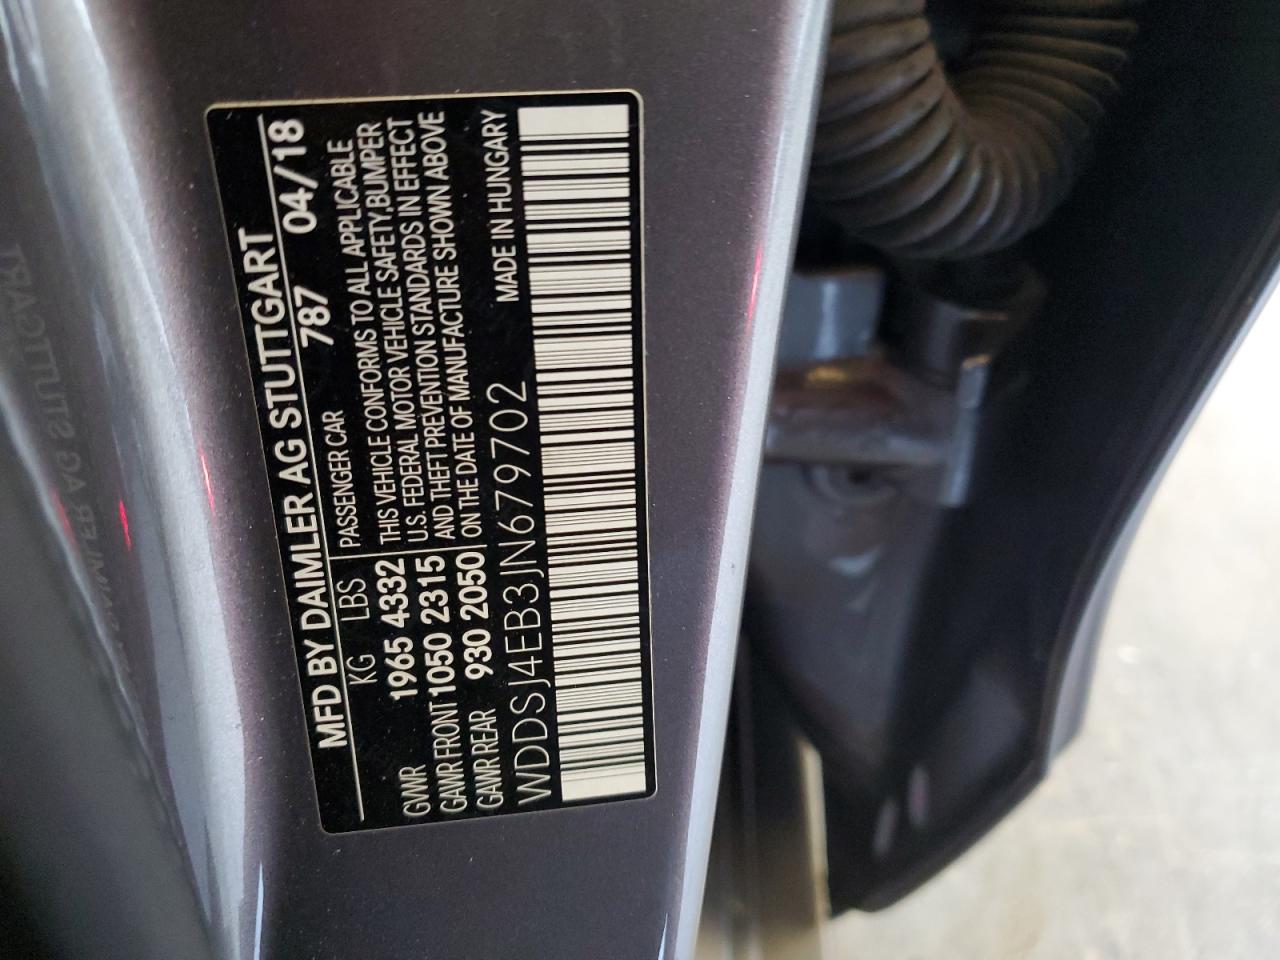 MFD BY DAIMLER AG STUTTGART
787 04/18
KG LBS PASSENGER CAR
GVWR 1965 4332
GAWR FRONT 1050 2315
GAWR REAR 930 2050
THIS VEHICLE CONFORMS TO ALL APPLICABLE
U.S. FEDERAL MOTOR VEHICLE SAFETY,BUMPER
AND THEFT PREVENTION STANDARDS IN EFFECT
ON THE DATE OF MANUFACTURE SHOWN ABOVE
WDDSJ4EB3JN679702 MADE IN HUNGARY